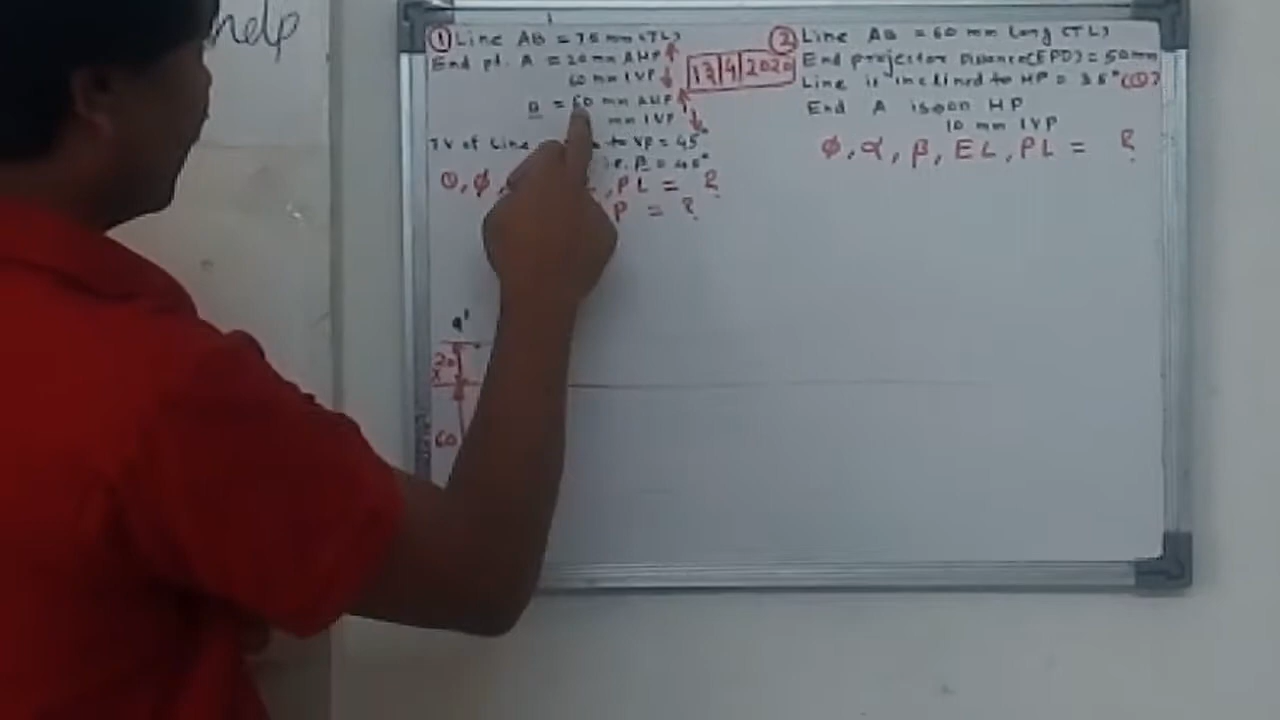 help
① Line AB = 75 mm (TL)
End pt. A = 20 mm AHP ↑
60 mm IVP ↓
B = 50 mm AHP ↑
mm IVP ↓
TV of Line to VP = 45°
β = 45°
θ, φ, , PL = ?
P = ?
13/4/2020
② Line AB = 60 mm long (TL)
End projector Distance (EPD) = 50 mm
Line is inclined to HP = 35° (θ)
End A is on HP
10 mm IVP
φ, α, β, EL, PL = ?
a'
20
X
60